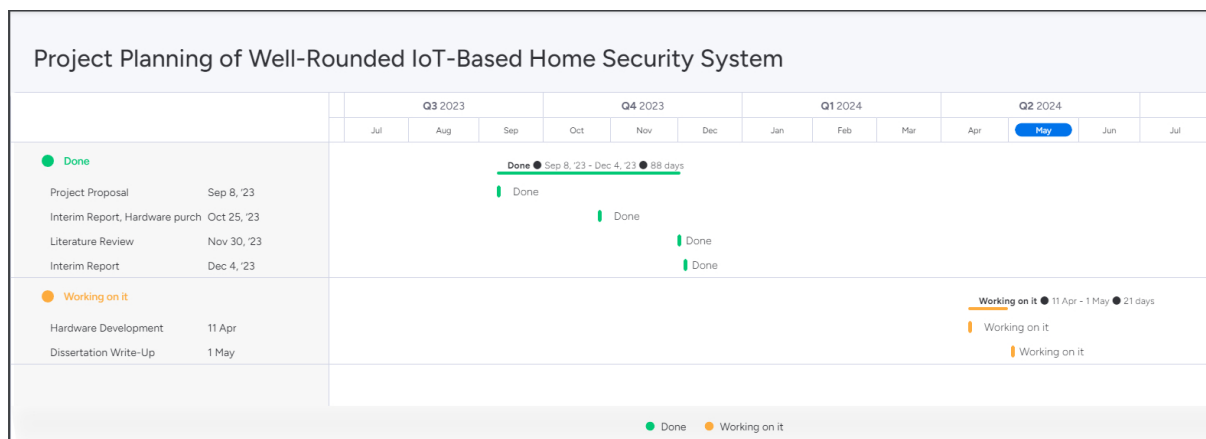 Project Planning of Well-Rounded IoT-Based Home Security System
Q3 2023 Q4 2023 Q1 2024 Q2 2024
Jul Aug Sep Oct Nov Dec Jan Feb Mar Apr May Jun Jul
Done
Done ● Sep 8, '23 - Dec 4, '23 ● 88 days
Project Proposal Sep 8, '23 Done
Interim Report, Hardware purch Oct 25, '23 Done
Literature Review Nov 30, '23 Done
Interim Report Dec 4, '23 Done
Working on it
Working on it ● 11 Apr - 1 May ● 21 days
Hardware Development 11 Apr Working on it
Dissertation Write-Up 1 May Working on it
Done Working on it